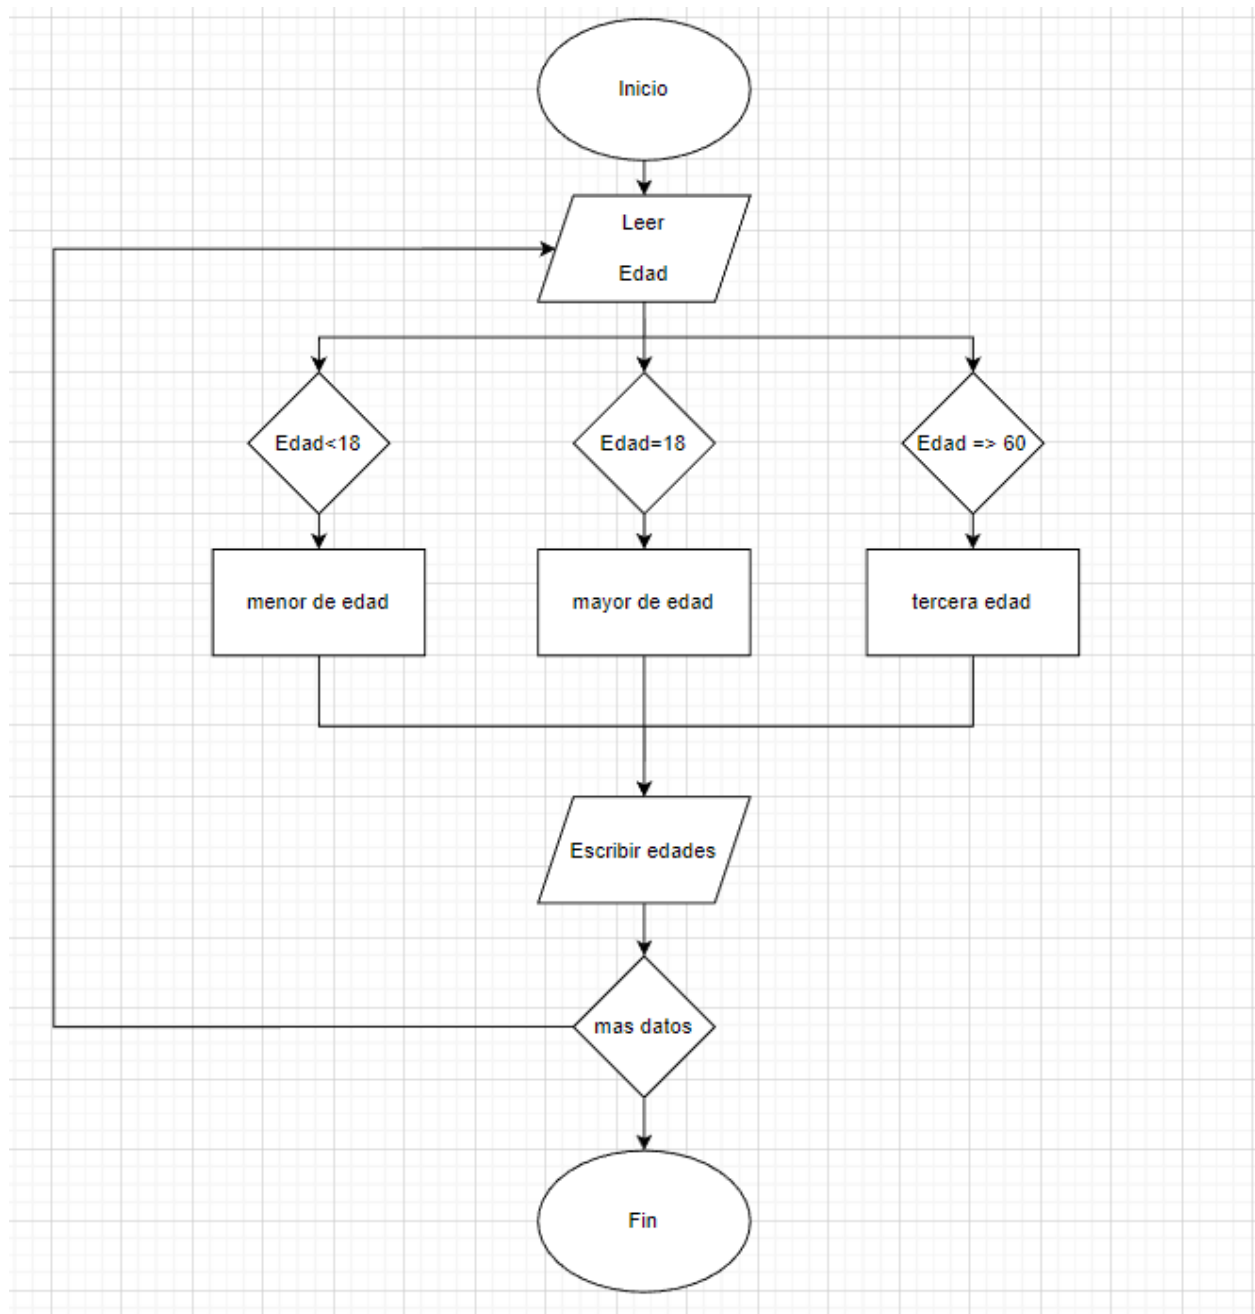 Inicio
Leer
Edad
Edad<18
Edad=18
Edad => 60
menor de edad
mayor de edad
tercera edad
Escribir edades
mas datos
Fin